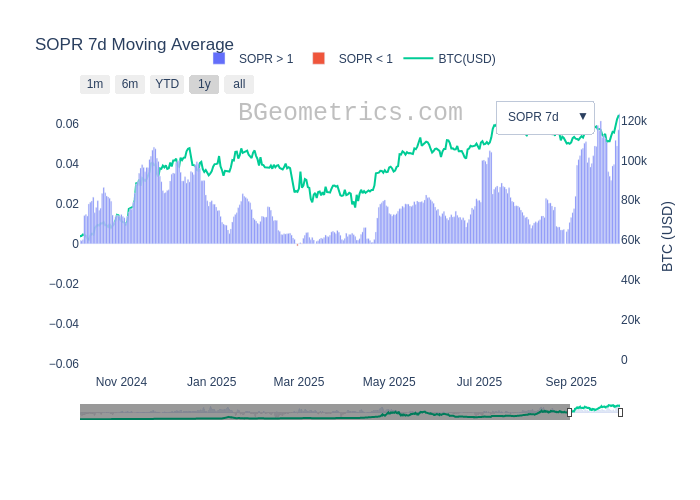 SOPR 7d Moving Average
SOPR > 1 SOPR < 1 BTC(USD)
1m 6m YTD 1y all
BGeometrics.com
SOPR 7d ▼
0.06
0.04
0.02
0
−0.02
−0.04
−0.06
120k
100k
80k
60k
40k
20k
0
BTC (USD)
Nov 2024 Jan 2025 Mar 2025 May 2025 Jul 2025 Sep 2025